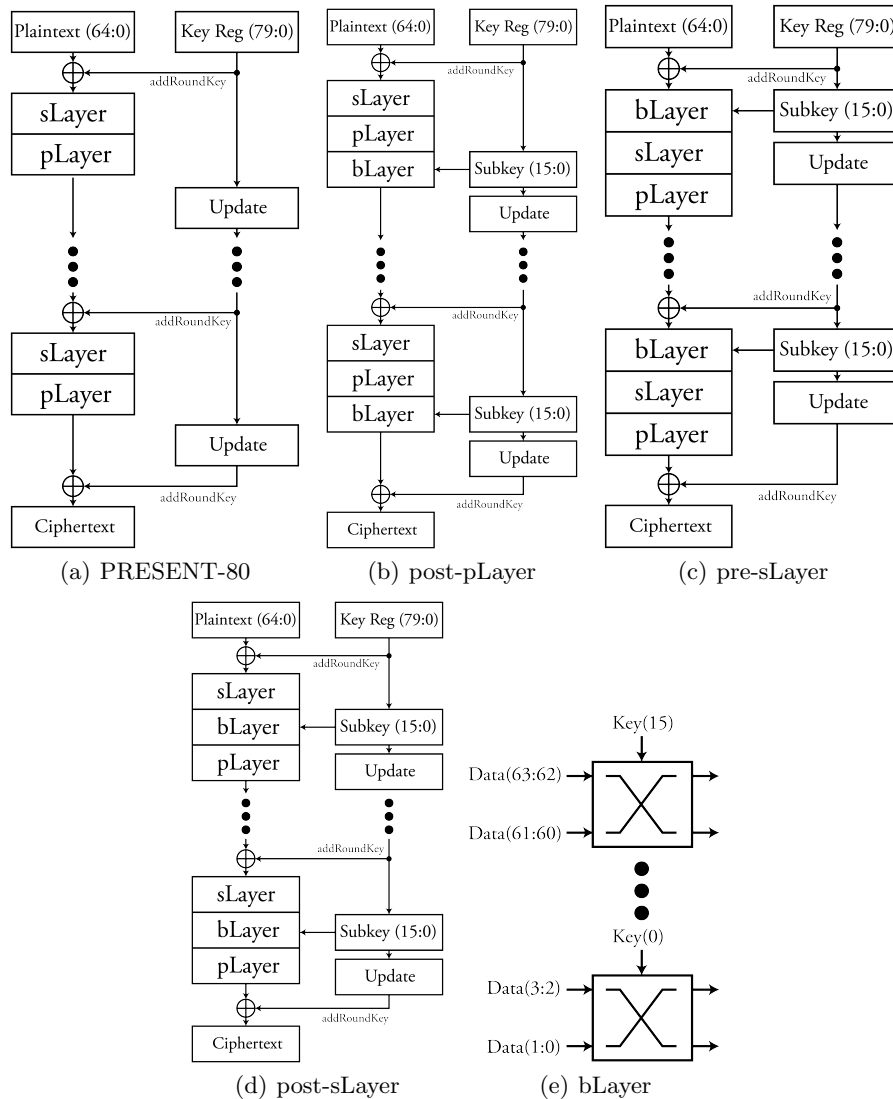 Plaintext (64:0)
Key Reg (79:0)
addRoundKey
sLayer
pLayer
Update
addRoundKey
sLayer
pLayer
Update
addRoundKey
Ciphertext
(a) PRESENT-80
Plaintext (64:0)
Key Reg (79:0)
addRoundKey
sLayer
pLayer
bLayer
Subkey (15:0)
Update
addRoundKey
sLayer
pLayer
bLayer
Subkey (15:0)
Update
addRoundKey
Ciphertext
(b) post-pLayer
Plaintext (64:0)
Key Reg (79:0)
addRoundKey
bLayer
Subkey (15:0)
sLayer
Update
pLayer
addRoundKey
bLayer
Subkey (15:0)
sLayer
Update
pLayer
addRoundKey
Ciphertext
(c) pre-sLayer
Plaintext (64:0)
Key Reg (79:0)
addRoundKey
sLayer
bLayer
Subkey (15:0)
pLayer
Update
addRoundKey
sLayer
bLayer
Subkey (15:0)
pLayer
Update
addRoundKey
Ciphertext
(d) post-sLayer
Key(15)
Data(63:62)
Data(61:60)
Key(0)
Data(3:2)
Data(1:0)
(e) bLayer